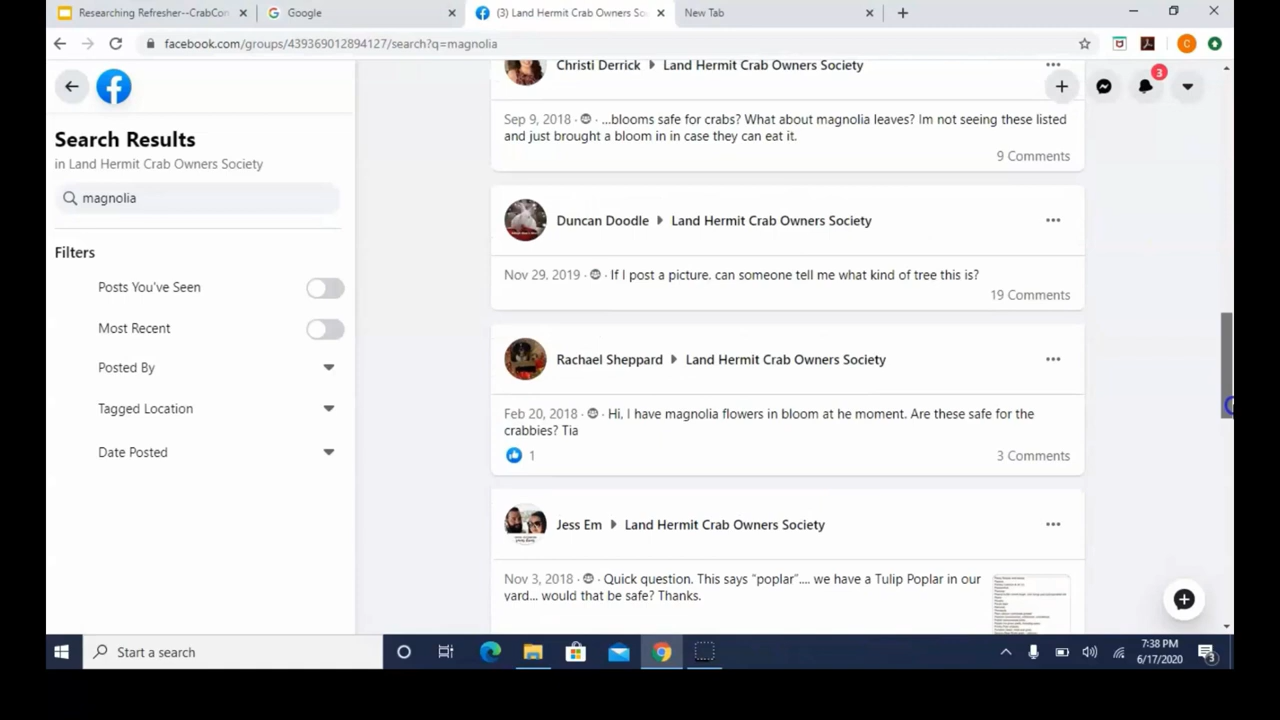 Researching Refresher--CrabCon
Google
(3) Land Hermit Crab Owners So
New Tab
facebook.com/groups/439369012894127/search?q=magnolia
Search Results
in Land Hermit Crab Owners Society
magnolia
Filters
Posts You've Seen
Most Recent
Posted By
Tagged Location
Date Posted
3
Christi Derrick Land Hermit Crab Owners Society
Sep 9, 2018 · ...blooms safe for crabs? What about magnolia leaves? Im not seeing these listed
and just brought a bloom in in case they can eat it.
9 Comments
Duncan Doodle Land Hermit Crab Owners Society
Nov 29, 2019 · If I post a picture. can someone tell me what kind of tree this is?
19 Comments
Rachael Sheppard Land Hermit Crab Owners Society
Feb 20, 2018 · Hi, I have magnolia flowers in bloom at he moment. Are these safe for the
crabbies? Tia
1
3 Comments
Jess Em Land Hermit Crab Owners Society
Nov 3, 2018 · Quick question. This says "poplar".... we have a Tulip Poplar in our
yard... would that be safe? Thanks.
Start a search
7:38 PM
6/17/2020
3